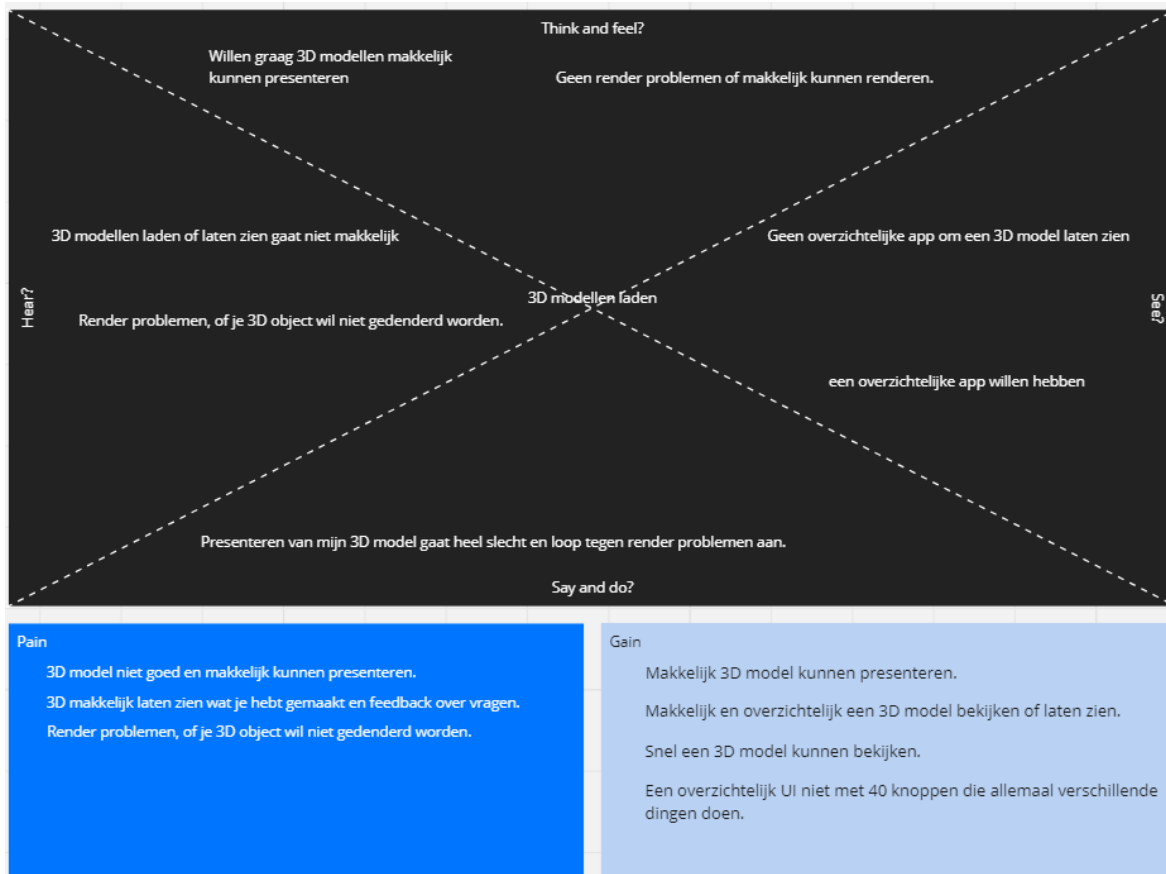 Think and feel?
Willen graag 3D modellen makkelijk
kunnen presenteren
Geen render problemen of makkelijk kunnen renderen.
3D modellen laden of laten zien gaat niet makkelijk
Geen overzichtelijke app om een 3D model laten zien
Hear?
3D modellen laden
See?
Render problemen, of je 3D object wil niet gedenderd worden.
een overzichtelijke app willen hebben
Presenteren van mijn 3D model gaat heel slecht en loop tegen render problemen aan.
Say and do?
Pain
3D model niet goed en makkelijk kunnen presenteren.
3D makkelijk laten zien wat je hebt gemaakt en feedback over vragen.
Render problemen, of je 3D object wil niet gedenderd worden.
Gain
Makkelijk 3D model kunnen presenteren.
Makkelijk en overzichtelijk een 3D model bekijken of laten zien.
Snel een 3D model kunnen bekijken.
Een overzichtelijk UI niet met 40 knoppen die allemaal verschillende
dingen doen.